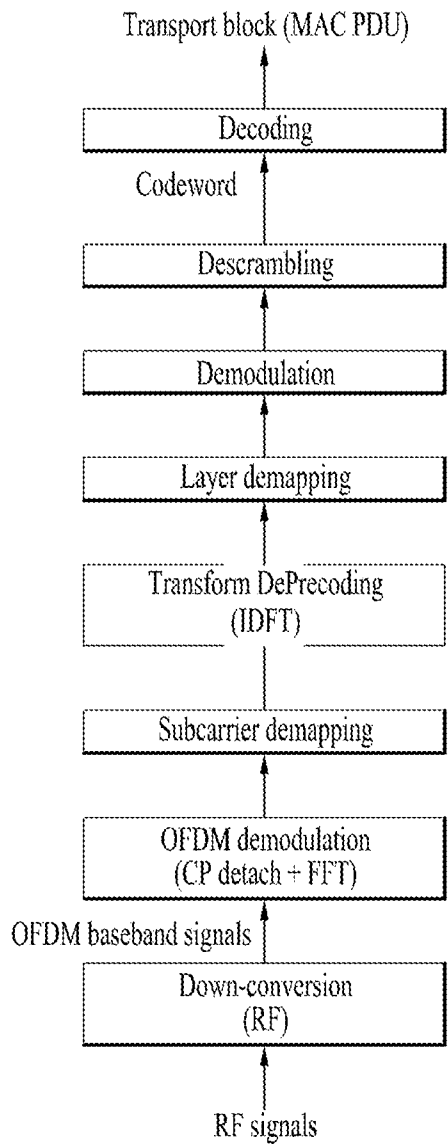 Transport block (MAC PDU)
Decoding
Codeword
Descrambling
Demodulation
Layer demapping
Transform DePrecoding
(IDFT)
Subcarrier demapping
OFDM demodulation
(CP detach + FFT)
OFDM baseband signals
Down-conversion
(RF)
RF signals